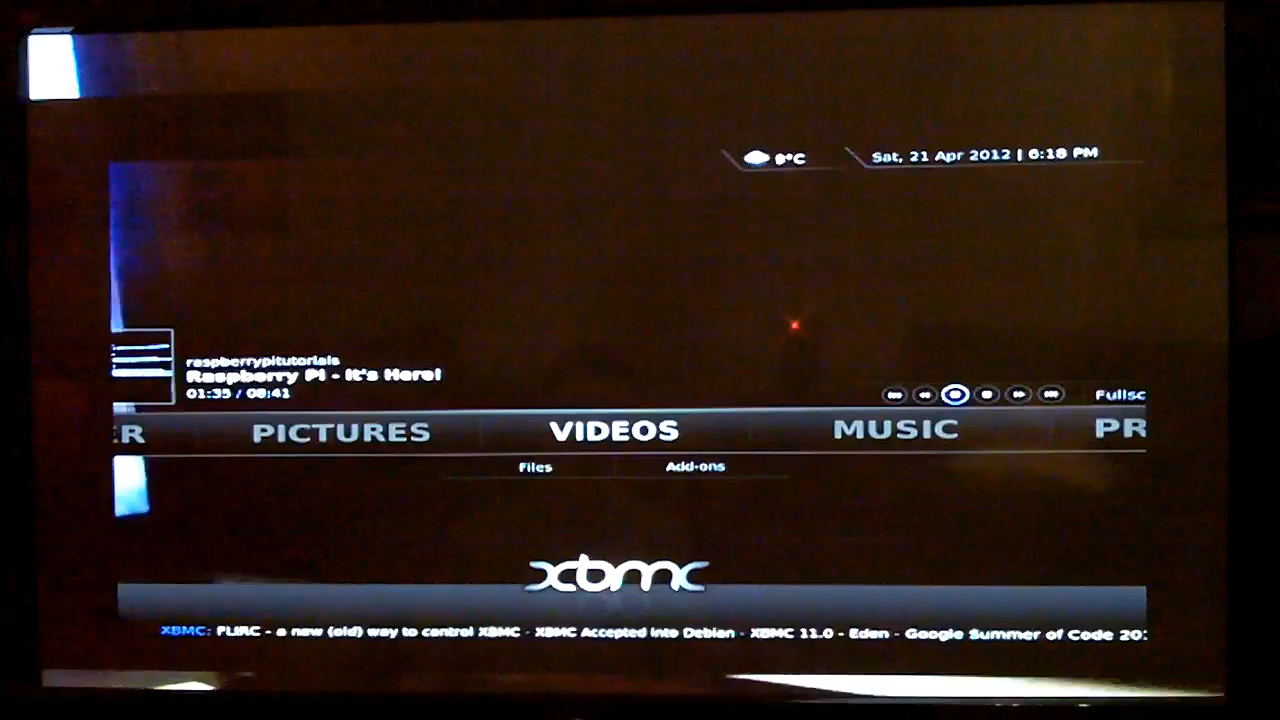 9°C
Sat, 21 Apr 2012 | 6:18 PM
raspberrypitutorials
Raspberry Pi - It's Here!
01:35 / 08:41
Fullsc
ER PICTURES VIDEOS MUSIC PR
Files Add-ons
xbmc
XBMC: FLIRC - a new (old) way to control XBMC - XBMC Accepted into Debian - XBMC 11.0 - Eden - Google Summer of Code 201